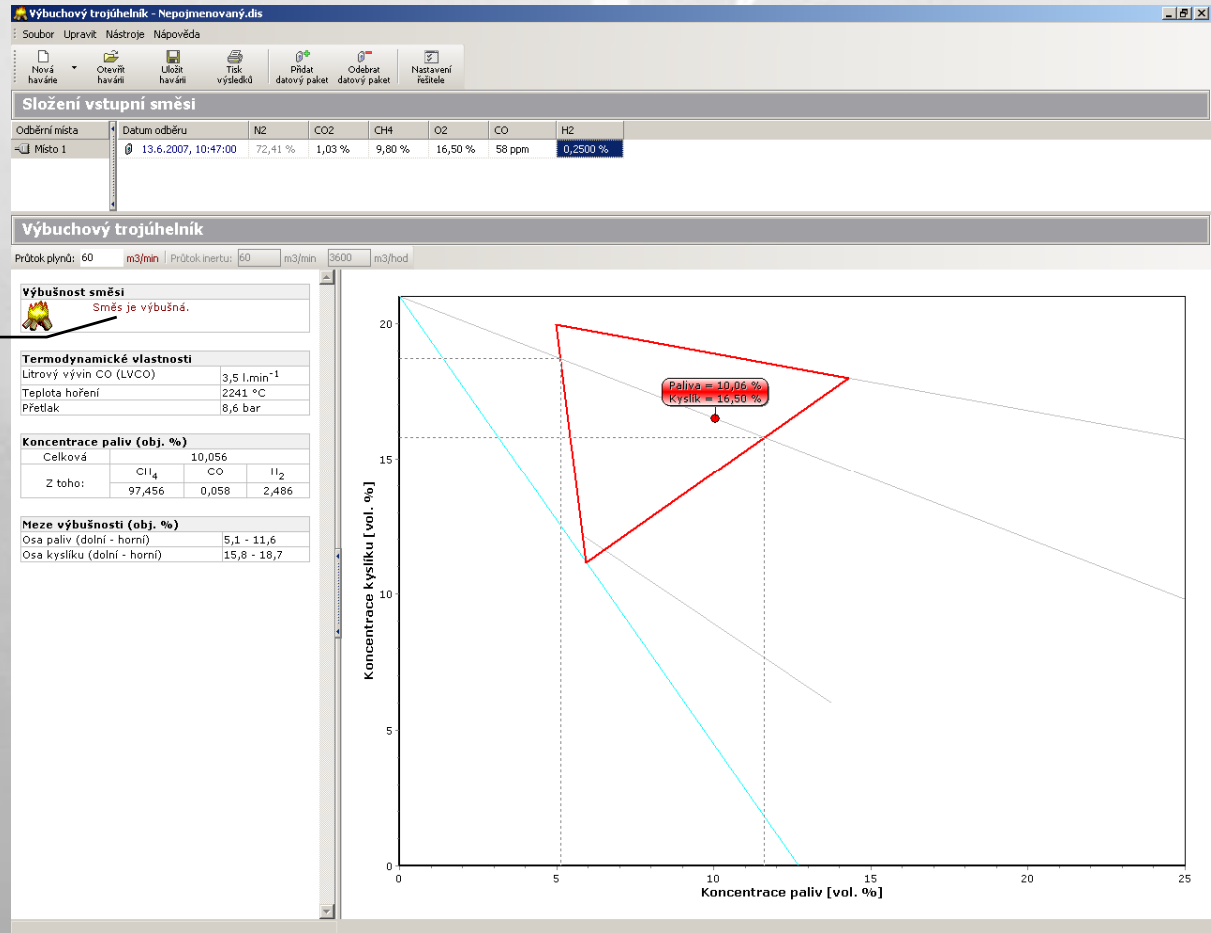 Výbuchový trojúhelník - Nepojmenovaný.dis
Soubor Upravit Nástroje Nápověda
Nová havárie
Otevřít havárii
Uložit havárii
Tisk výsledků
Přidat datový paket
Odebrat datový paket
Nastavení řešitele
Složení vstupní směsi
Odběrní místa Datum odběru N2 CO2 CH4 O2 CO H2
Místo 1 13.6.2007, 10:47:00 72,41 % 1,03 % 9,80 % 16,50 % 58 ppm 0,2500 %
Výbuchový trojúhelník
Průtok plynů: 60 m3/min Průtok inertu: 60 m3/min 3600 m3/hod
Výbušnost směsi
Směs je výbušná.
Termodynamické vlastnosti
Litrový vývin CO (LVCO) 3,5 l.min⁻¹
Teplota hoření 2241 °C
Přetlak 8,6 bar
Koncentrace paliv (obj. %)
Celková 10,056
Z toho: CH₄ CO H₂
97,456 0,058 2,486
Meze výbušnosti (obj. %)
Osa paliv (dolní - horní) 5,1 - 11,6
Osa kyslíku (dolní - horní) 15,8 - 18,7
Paliva = 10,06 %
Kyslík = 16,50 %
Koncentrace kyslíku [vol. %]
20
15
10
5
0
0 5 10 15 20 25
Koncentrace paliv [vol. %]